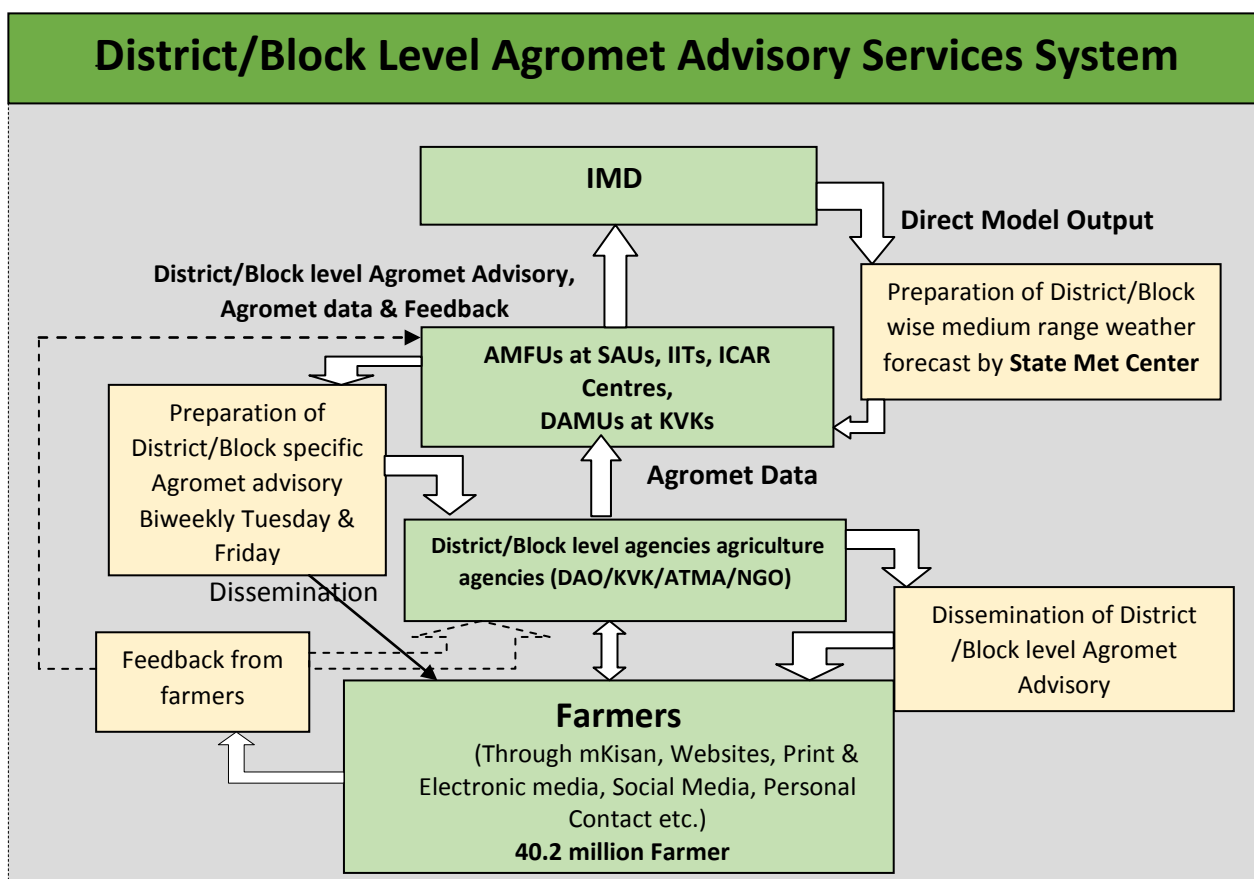 District/Block Level Agromet Advisory Services System
IMD
Direct Model Output
District/Block level Agromet Advisory,
Agromet data & Feedback
Preparation of District/Block
wise medium range weather
forecast by State Met Center
AMFUs at SAUs, IITs, ICAR
Centres,
DAMUs at KVKs
Preparation of
District/Block specific
Agromet advisory
Biweekly Tuesday &
Friday
Agromet Data
District/Block level agencies agriculture
agencies (DAO/KVK/ATMA/NGO)
Dissemination
Dissemination of District
/Block level Agromet
Advisory
Feedback from
farmers
Farmers
(Through mKisan, Websites, Print &
Electronic media, Social Media, Personal
Contact etc.)
40.2 million Farmer